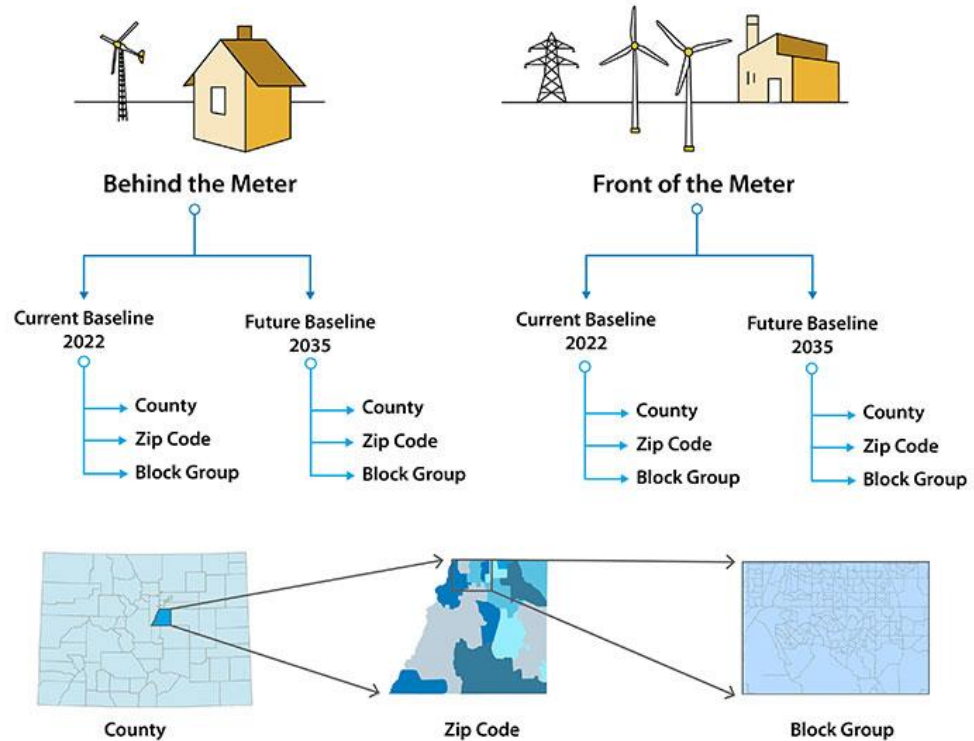 Behind the Meter
Front of the Meter
Current Baseline
2022
Future Baseline
2035
Current Baseline
2022
Future Baseline
2035
County
Zip Code
Block Group
County
Zip Code
Block Group
County
Zip Code
Block Group
County
Zip Code
Block Group
County
Zip Code
Block Group